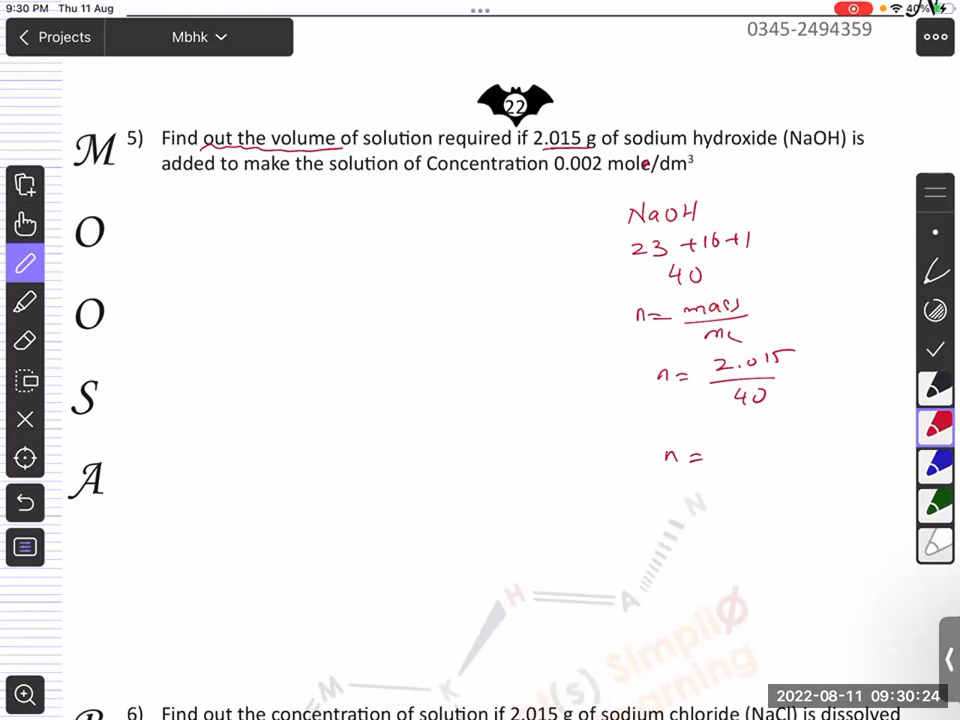 9:30 PM Thu 11 Aug
40%
Projects
Mbhk
0345-2494359
22
5) Find out the volume of solution required if 2.015 g of sodium hydroxide (NaOH) is
added to make the solution of Concentration 0.002 mole/dm³
M
O
O
S
A
NaOH
23 +16+1
40
n= mass
mr
n= 2.015
40
n =
N
H A
M K
(s) Simpli
arning
2022-08-11 09:30:24
6) Find out the concentration of solution if 2.015 g of sodium chloride (NaCl) is dissolved